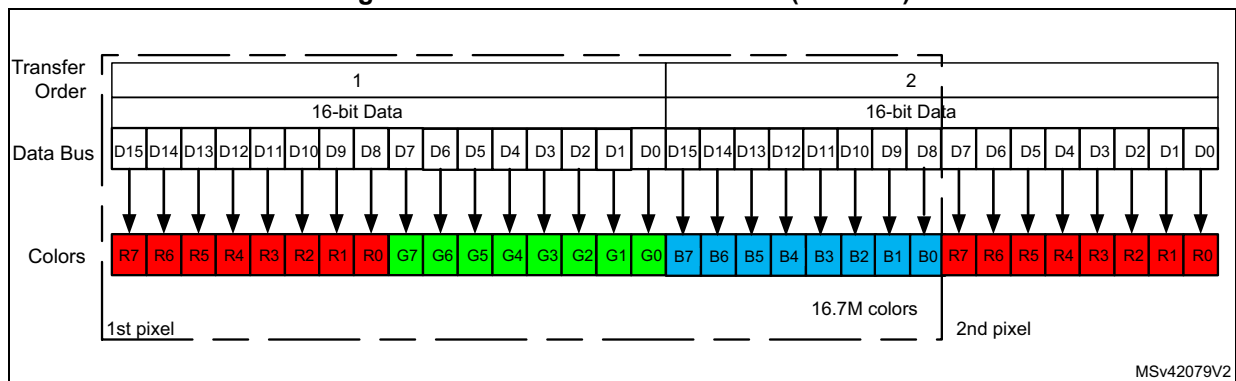 Transfer Order
1 2
16-bit Data 16-bit Data
Data Bus D15 D14 D13 D12 D11 D10 D9 D8 D7 D6 D5 D4 D3 D2 D1 D0 D15 D14 D13 D12 D11 D10 D9 D8 D7 D6 D5 D4 D3 D2 D1 D0
Colors R7 R6 R5 R4 R3 R2 R1 R0 G7 G6 G5 G4 G3 G2 G1 G0 B7 B6 B5 B4 B3 B2 B1 B0 R7 R6 R5 R4 R3 R2 R1 R0
16.7M colors
1st pixel 2nd pixel
MSv42079V2